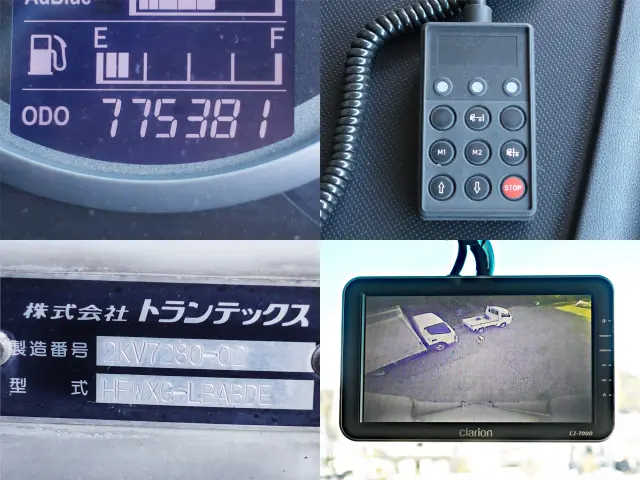 AdBlue
E F
ODO 775381
M1 M2
STOP
株式会社 トランテックス
製造番号 2KV7280-02
型 式 HFWXG-LBABDE
clarion CJ-7000